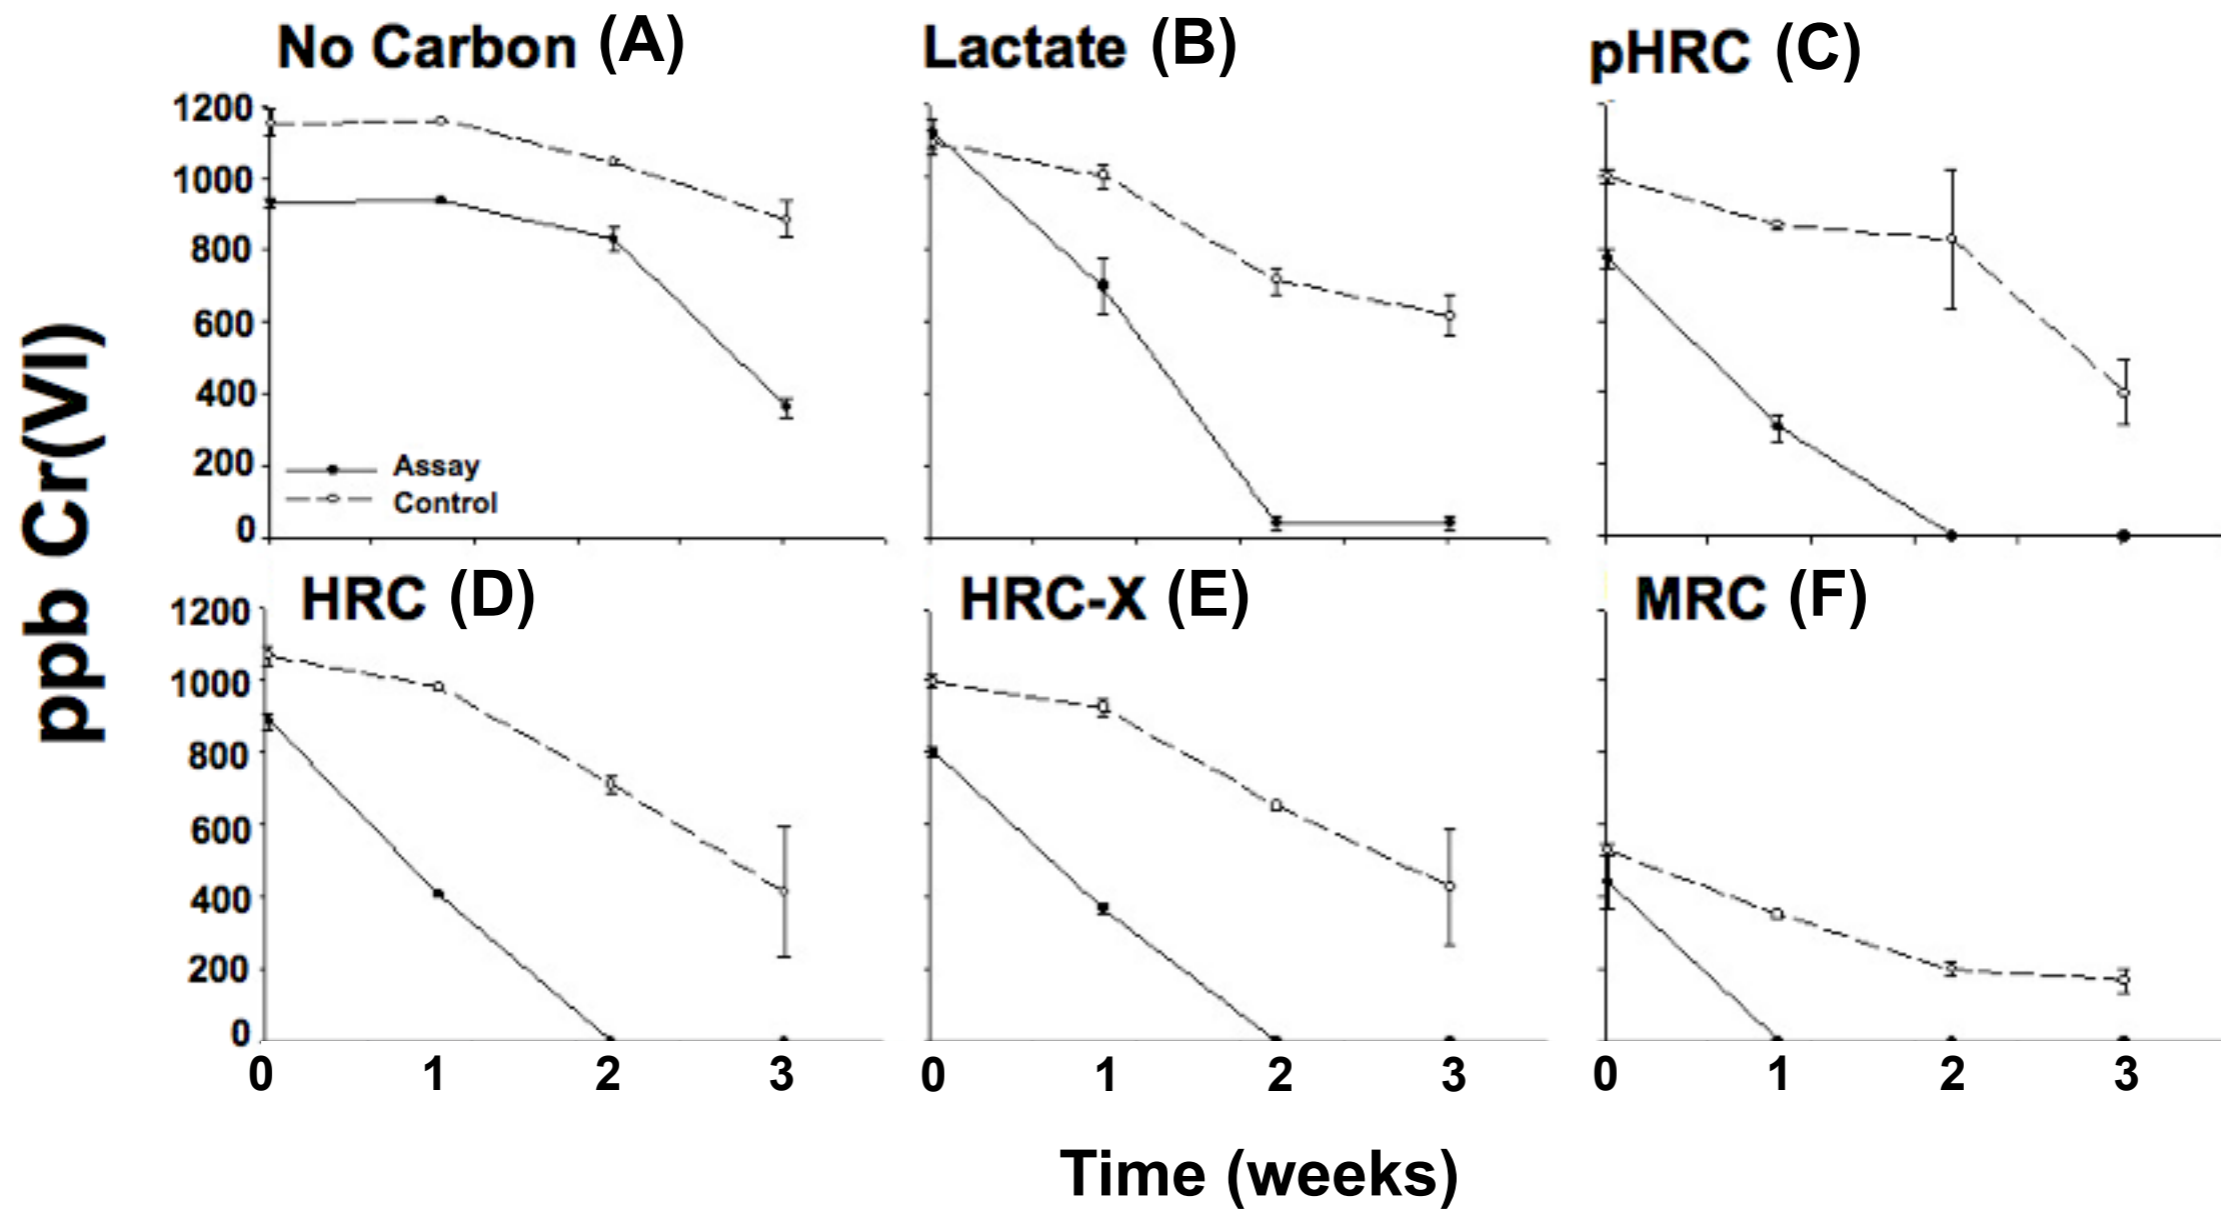 No Carbon (A)
Lactate (B)
pHRC (C)
1200
1000
800
600
400
200
0
Assay
Control
ppb Cr(VI)
HRC (D)
HRC-X (E)
MRC (F)
1200
1000
800
600
400
200
0
0 1 2 3
0 1 2 3
0 1 2 3
Time (weeks)